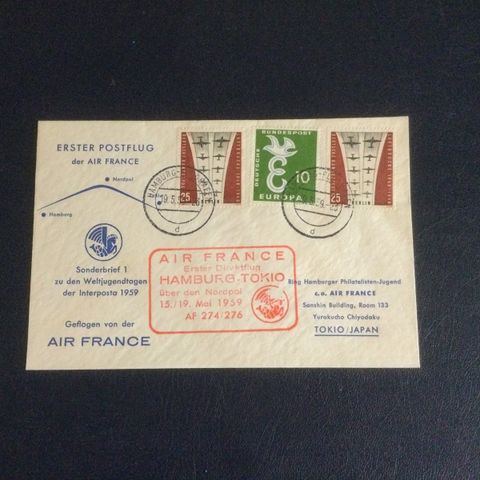 ERSTER POSTFLUG
der AIR FRANCE
Nordpol
Hamburg
Sonderbrief 1
zu den Weltjugendtagen
der Interposta 1959
Geflogen von der
AIR FRANCE
25
BERLIN
DEUTSCHE
BUNDESPOST
10
EUROPA
25
BERLIN
HAMBURG
d
d
AIR FRANCE
Erster Direktflug
HAMBURG-TOKIO
über den Nordpol
15./19. Mai 1959
AF 274/276
Ring Hamburger Philatelisten-Jugend
c.o. AIR FRANCE
Sanshin Building, Room 133
Yurakucho Chiyodaku
TOKIO/JAPAN